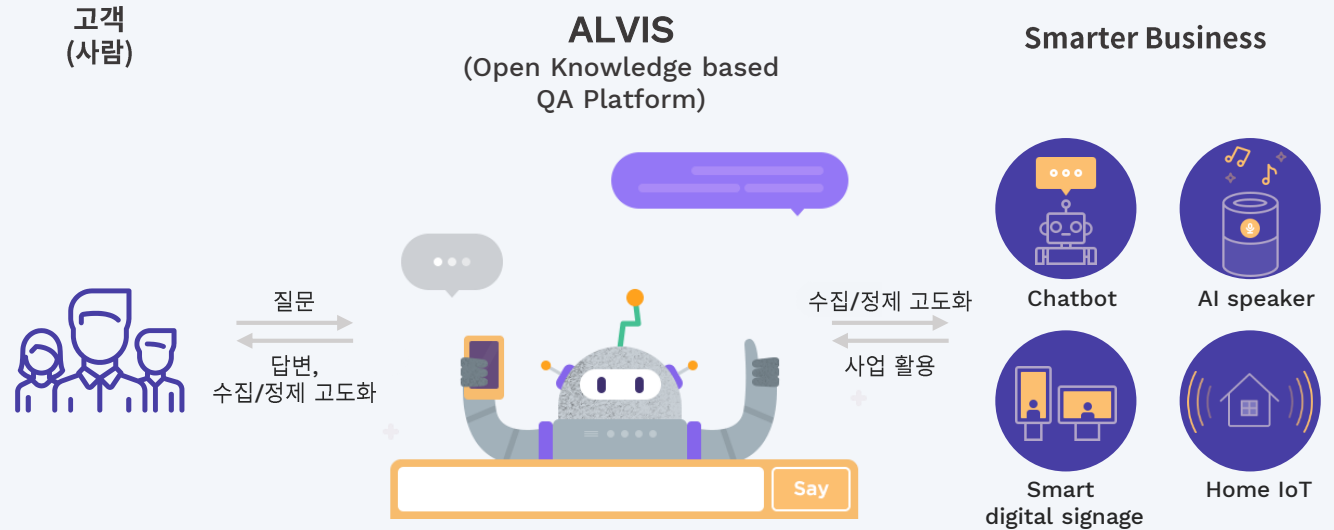 고객
(사람)
ALVIS
(Open Knowledge based
QA Platform)
Smarter Business
질문
답변,
수집/정제 고도화
수집/정제 고도화
사업 활용
Say
Chatbot
AI speaker
Smart
digital signage
Home IoT